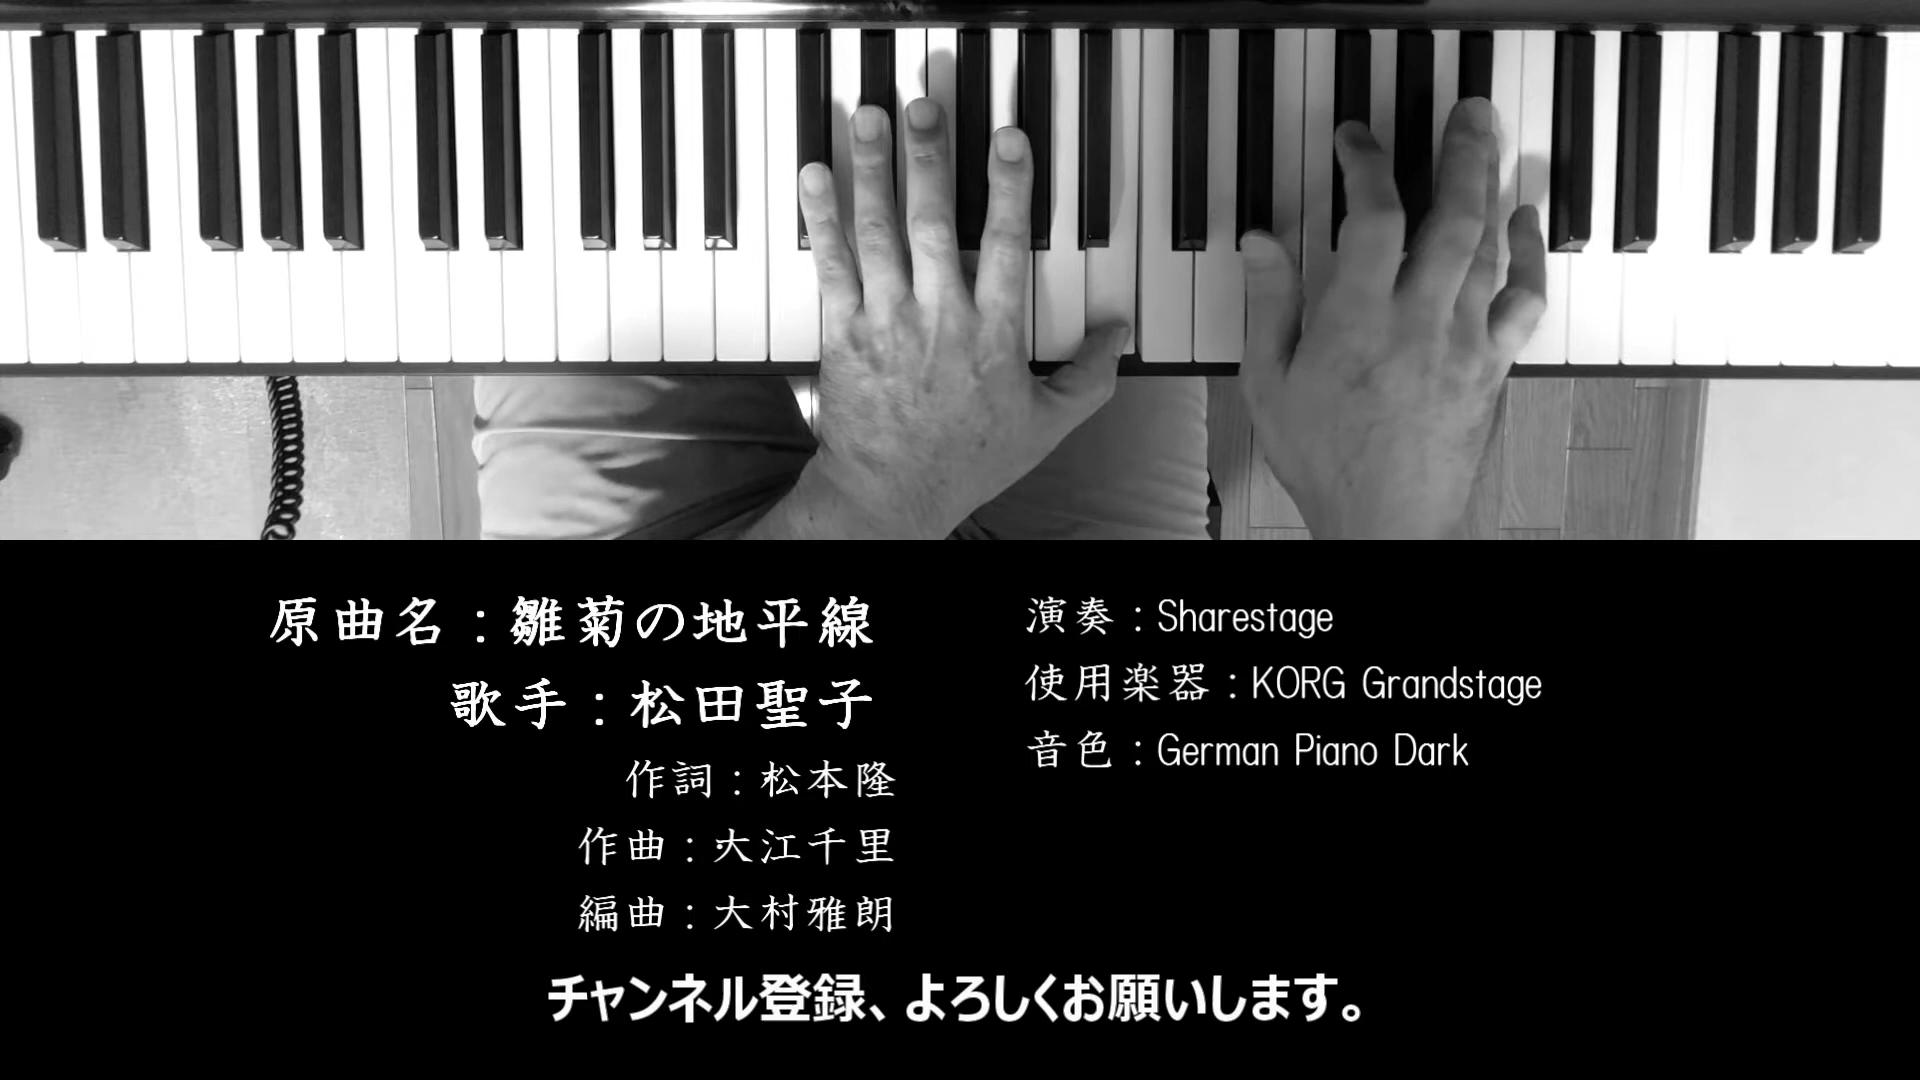 原曲名：雛菊の地平線
歌手：松田聖子
作詞：松本隆
作曲：大江千里
編曲：大村雅朗
演奏：Sharestage
使用楽器：KORG Grandstage
音色：German Piano Dark
チャンネル登録、よろしくお願いします。